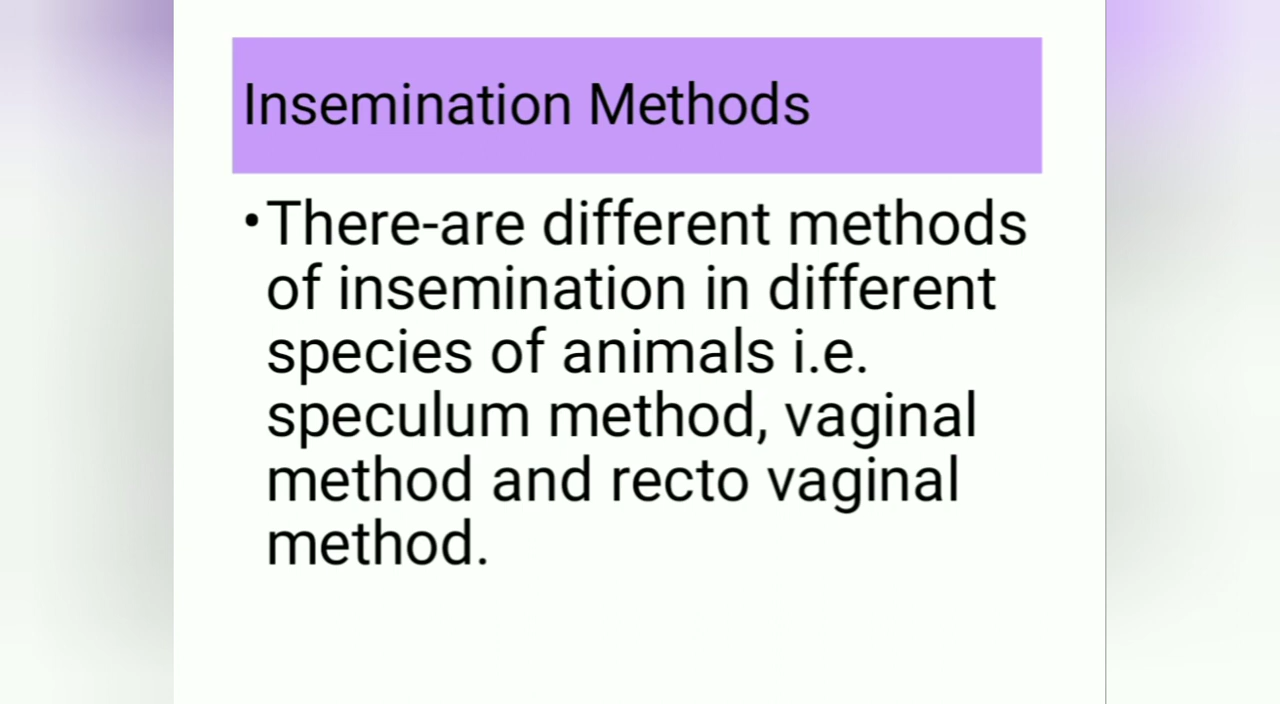 Insemination Methods
•There-are different methods
of insemination in different
species of animals i.e.
speculum method, vaginal
method and recto vaginal
method.